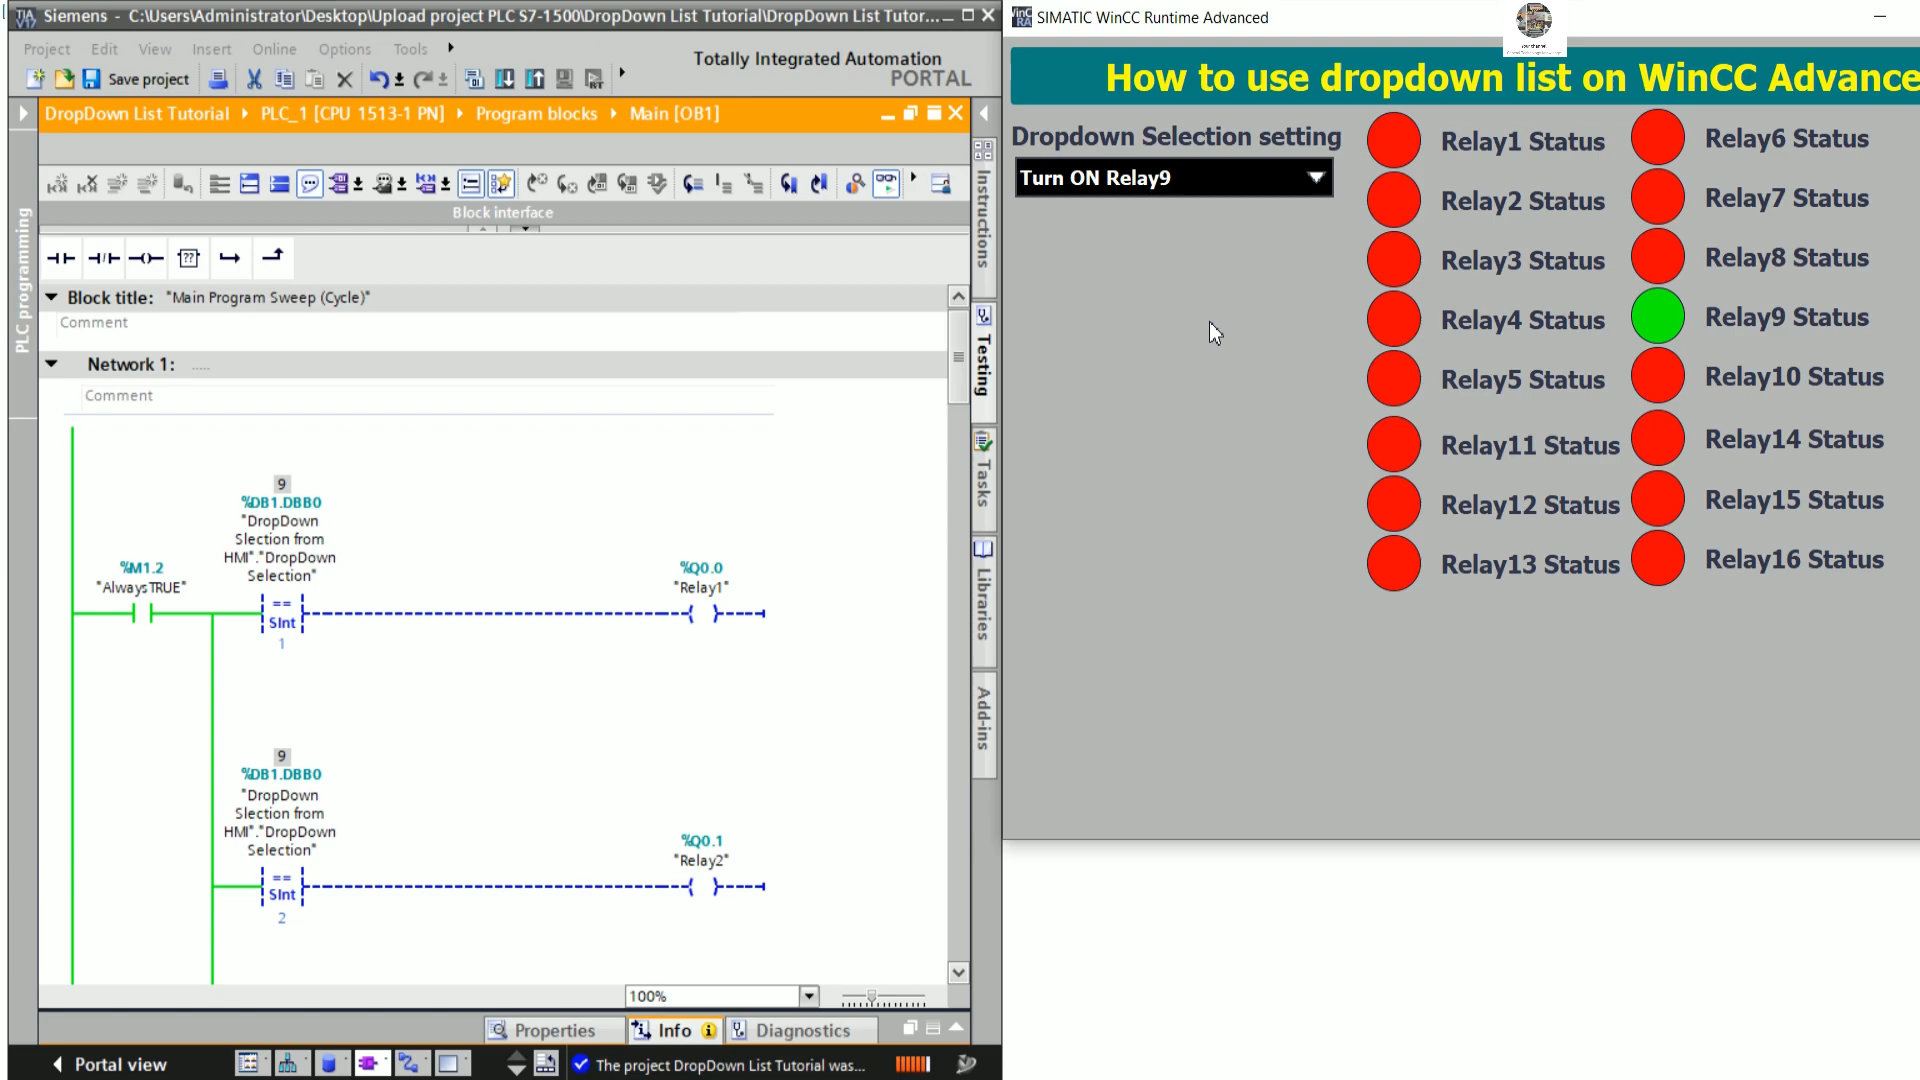 Siemens - C:\Users\Administrator\Desktop\Upload project PLC S7-1500\DropDown List Tutorial\DropDown List Tutor...
Project Edit View Insert Online Options Tools
Totally Integrated Automation
PORTAL
Save project
DropDown List Tutorial PLC_1 [CPU 1513-1 PN] Program blocks Main [OB1]
Block interface
Block title: "Main Program Sweep (Cycle)"
Comment
Network 1: .....
Comment
9
%DB1.DBB0
"DropDown
Slection from
HMI"."DropDown
Selection"
%M1.2
"AlwaysTRUE"
==
SInt
1
%Q0.0
"Relay1"
9
%DB1.DBB0
"DropDown
Slection from
HMI"."DropDown
Selection"
==
SInt
2
%Q0.1
"Relay2"
100%
Properties Info Diagnostics
Portal view
The project DropDown List Tutorial was...
PLC programming
Instructions
Testing
Tasks
Libraries
Add-ins
SIMATIC WinCC Runtime Advanced
Your channel
How to use dropdown list on WinCC Advance
Dropdown Selection setting
Turn ON Relay9
Relay1 Status
Relay2 Status
Relay3 Status
Relay4 Status
Relay5 Status
Relay11 Status
Relay12 Status
Relay13 Status
Relay6 Status
Relay7 Status
Relay8 Status
Relay9 Status
Relay10 Status
Relay14 Status
Relay15 Status
Relay16 Status